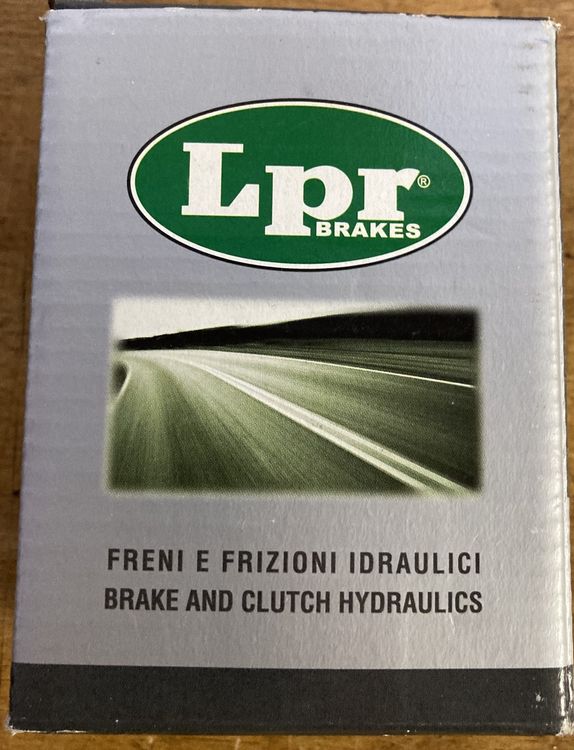 Lpr®
BRAKES
FRENI E FRIZIONI IDRAULICI
BRAKE AND CLUTCH HYDRAULICS